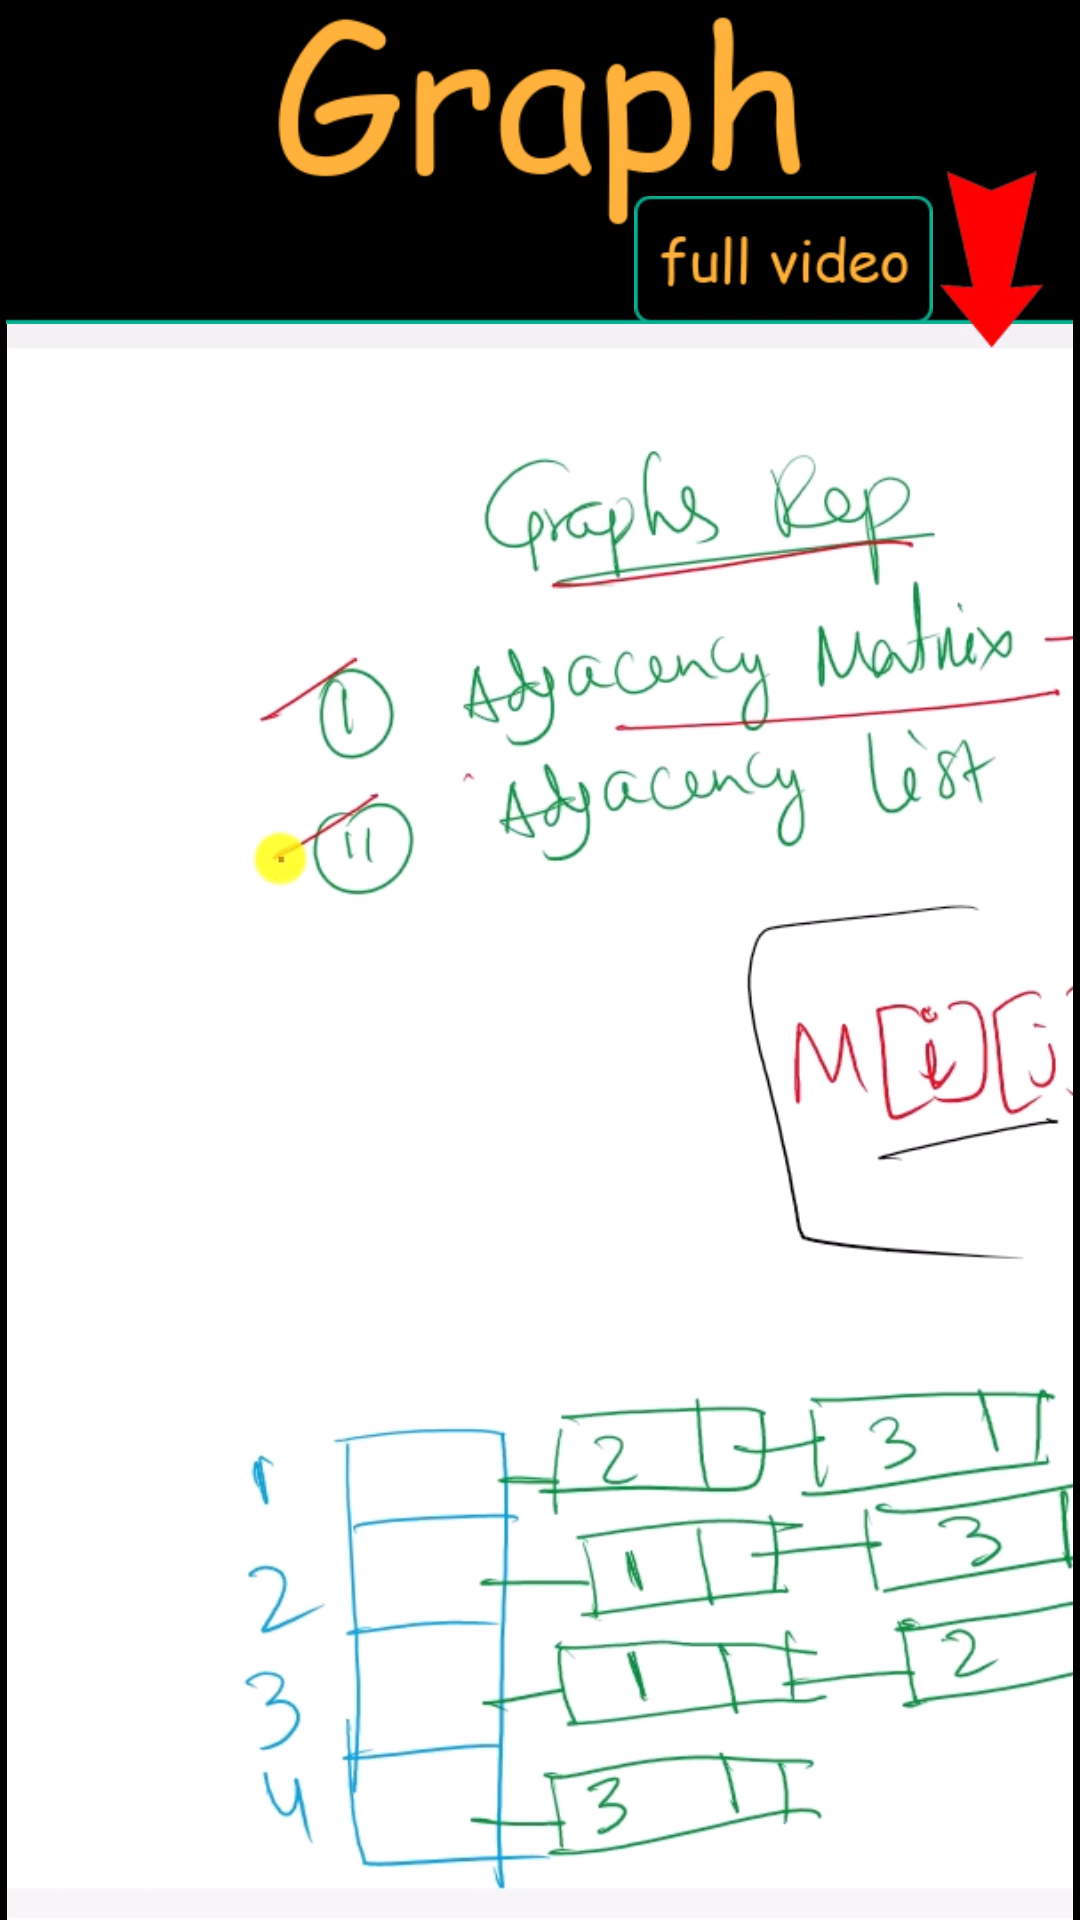 Graph
full video
Graphs Rep
I Adjacency Matrix
II Adjacency List
M[i][j]
1 2 3
2 1 3
3 1 2
4 3